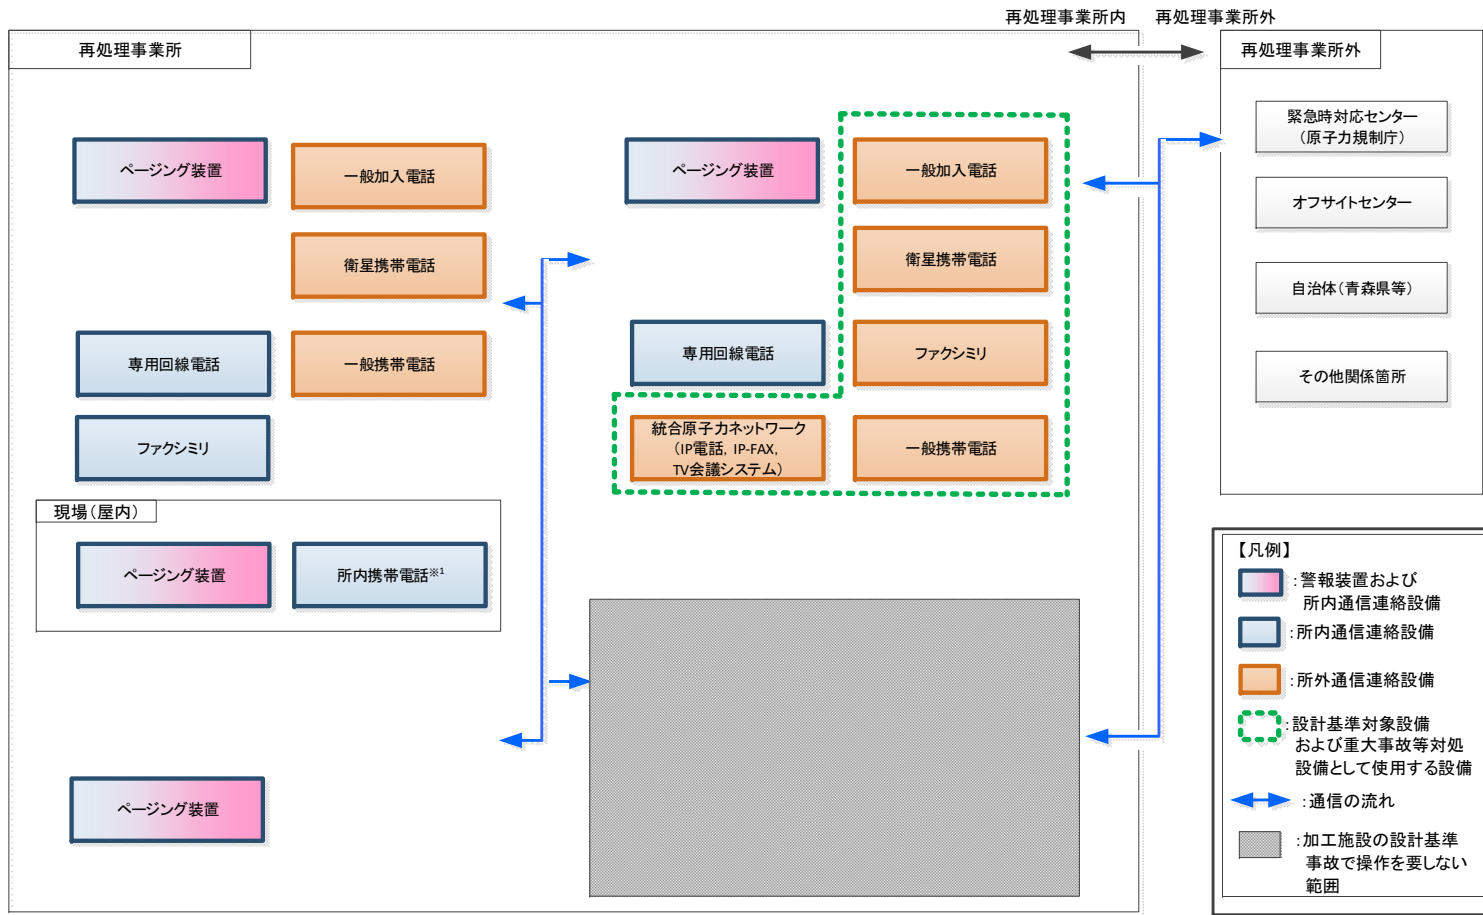 再処理事業所内
再処理事業所外
再処理事業所
再処理事業所外
ページング装置
一般加入電話
衛星携帯電話
専用回線電話
一般携帯電話
ファクシミリ
現場（屋内）
ページング装置
所内携帯電話※1
ページング装置
ページング装置
一般加入電話
衛星携帯電話
専用回線電話
ファクシミリ
統合原子力ネットワーク
（IP電話，IP-FAX，
TV会議システム）
一般携帯電話
緊急時対応センター
（原子力規制庁）
オフサイトセンター
自治体（青森県等）
その他関係箇所
【凡例】
：警報装置および
所内通信連絡設備
：所内通信連絡設備
：所外通信連絡設備
：設計基準対象設備
および重大事故等対処
設備として使用する設備
：通信の流れ
：加工施設の設計基準
事故で操作を要しない
範囲